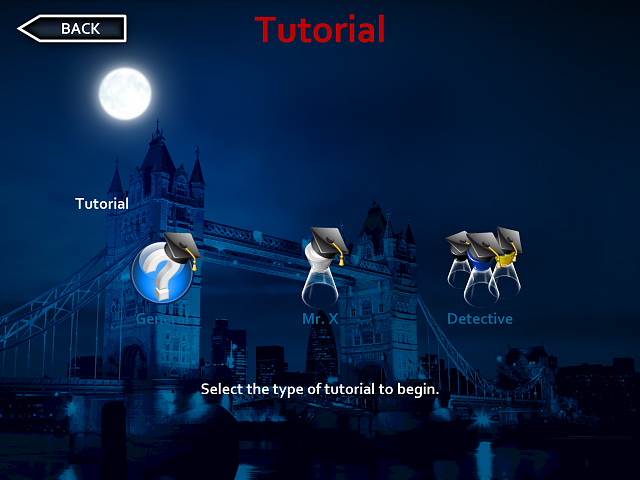 BACK
Tutorial
Tutorial
Mr. X
Detective
Select the type of tutorial to begin.